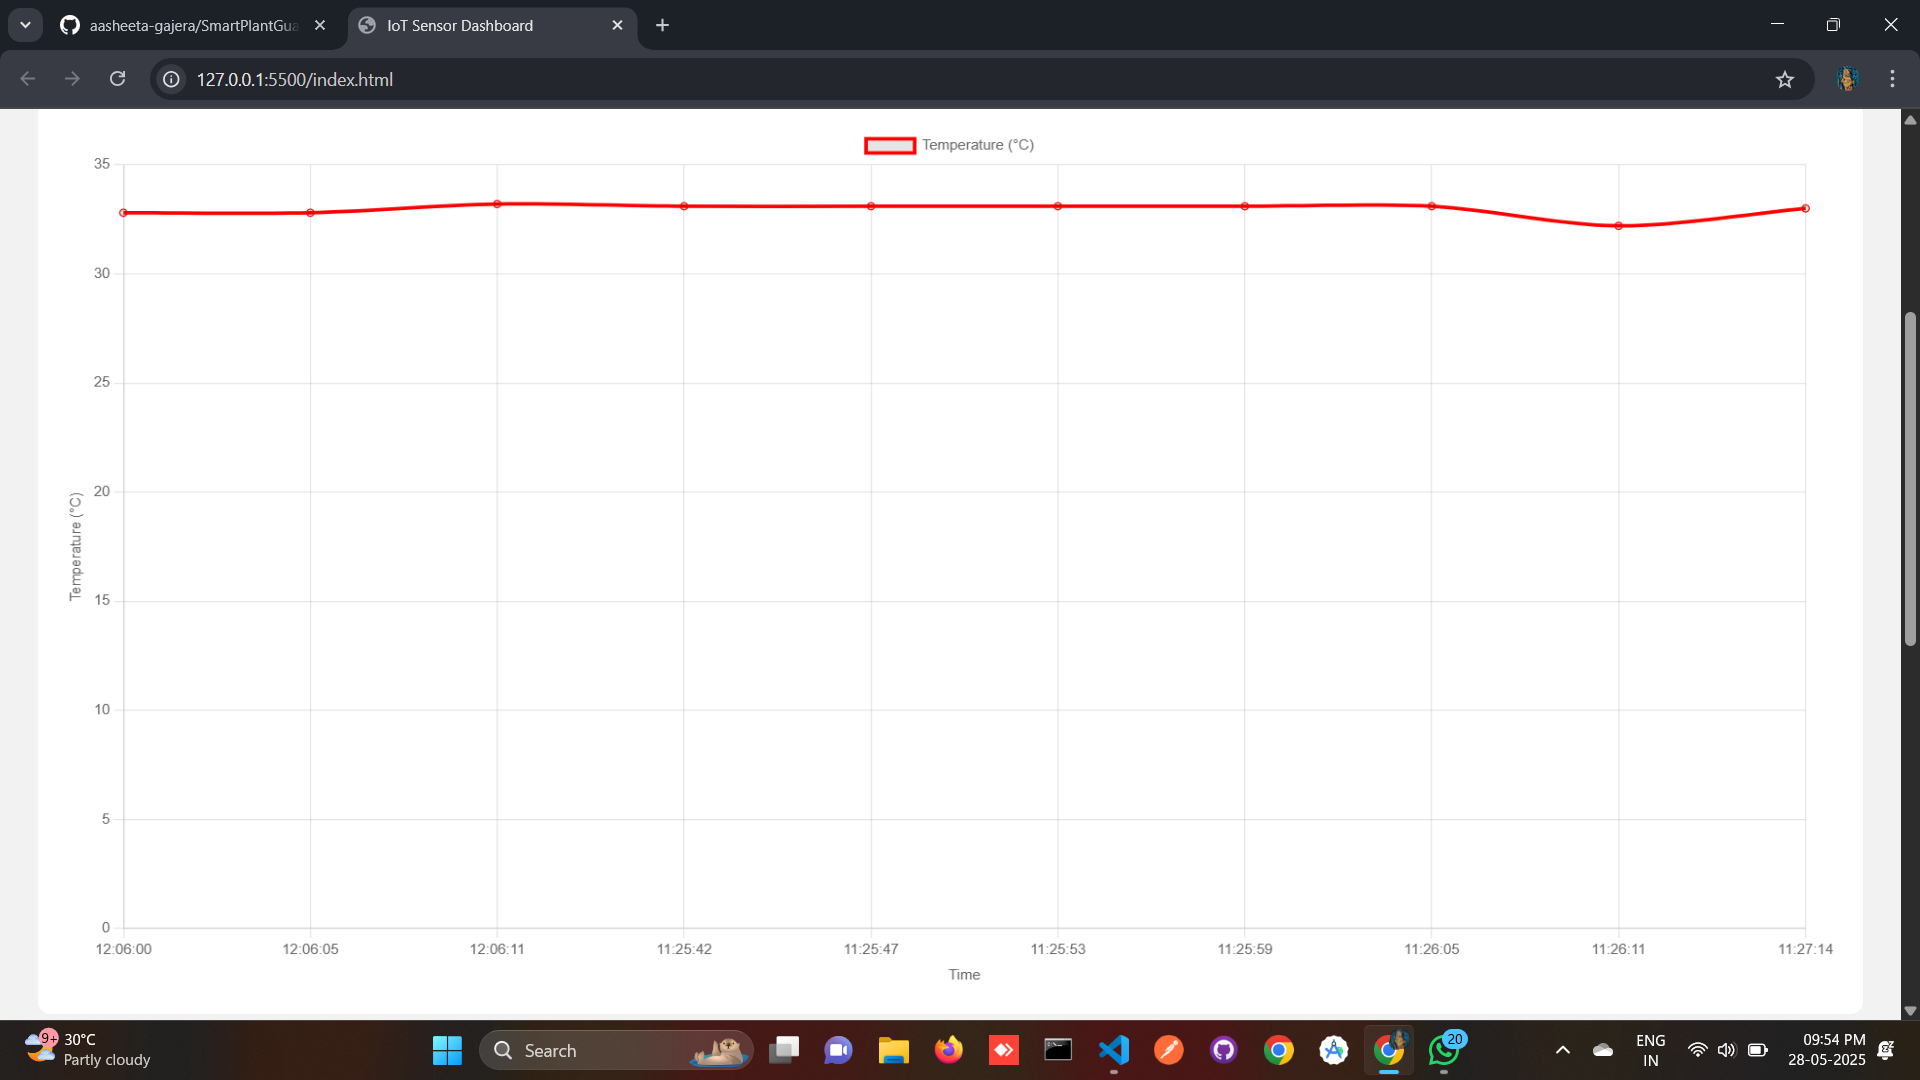 aasheeta-gajera/SmartPlantGua
IoT Sensor Dashboard
127.0.0.1:5500/index.html
Temperature (°C)
35
30
25
20
15
10
5
0
Temperature (°C)
12:06:00 12:06:05 12:06:11 11:25:42 11:25:47 11:25:53 11:25:59 11:26:05 11:26:11 11:27:14
Time
9+
30°C
Partly cloudy
Search
20
ENG
IN
09:54 PM
28-05-2025